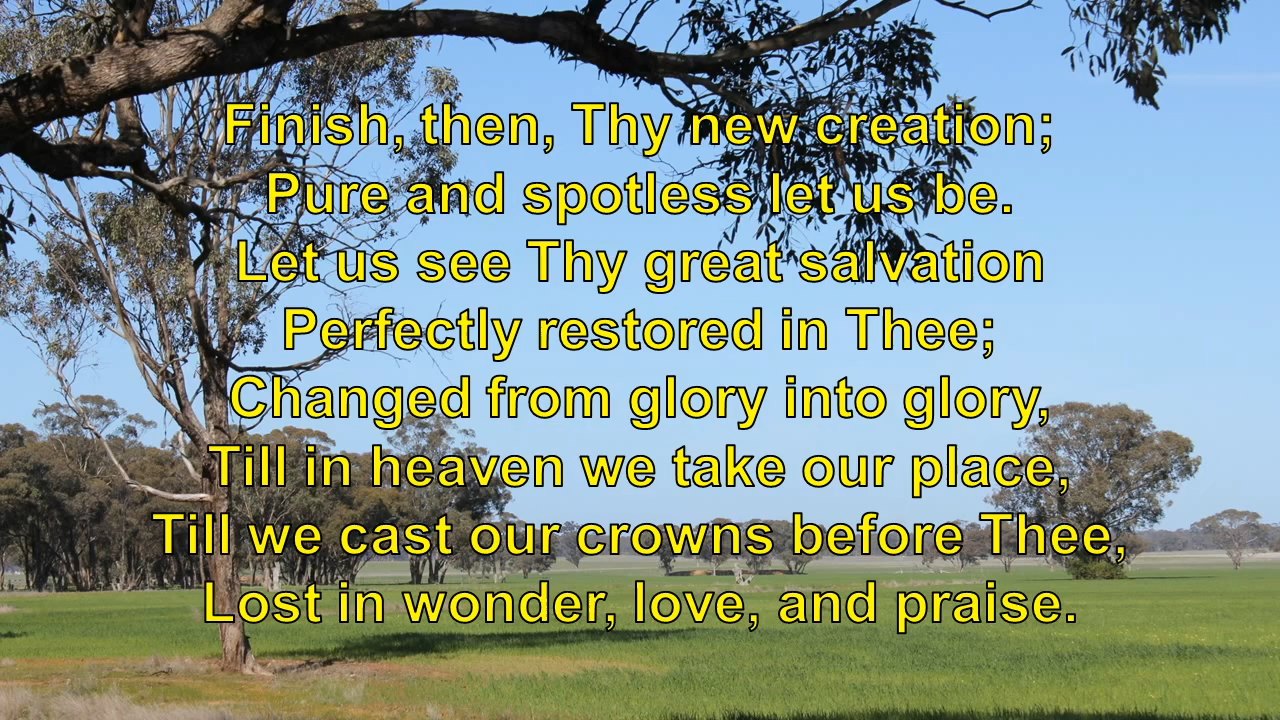 Finish, then, Thy new creation;
Pure and spotless let us be.
Let us see Thy great salvation
Perfectly restored in Thee;
Changed from glory into glory,
Till in heaven we take our place,
Till we cast our crowns before Thee,
Lost in wonder, love, and praise.